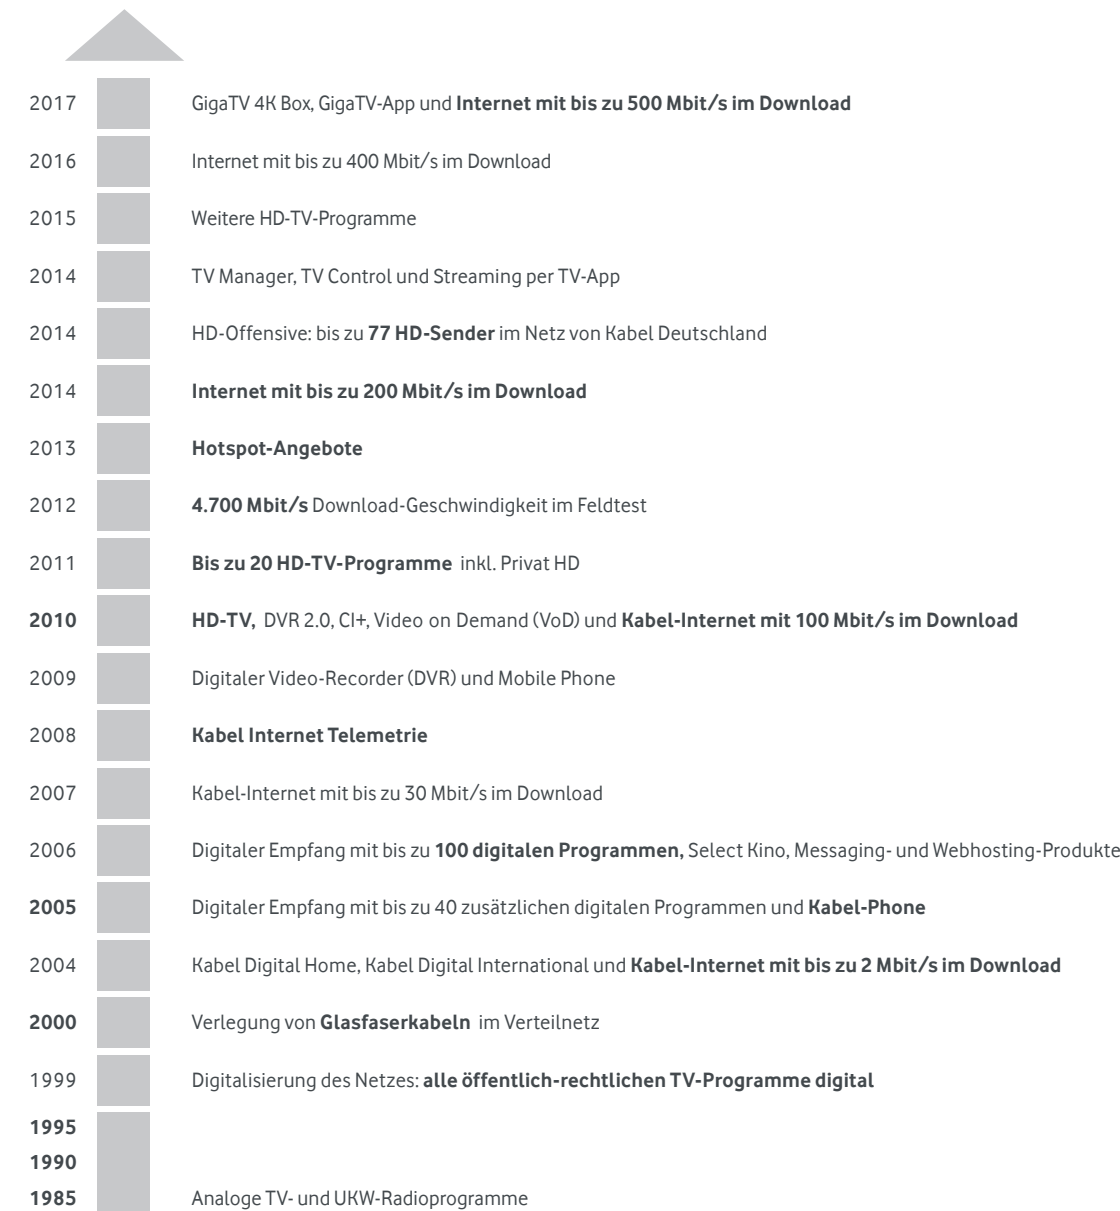 2017 GigaTV 4K Box, GigaTV-App und Internet mit bis zu 500 Mbit/s im Download
2016 Internet mit bis zu 400 Mbit/s im Download
2015 Weitere HD-TV-Programme
2014 TV Manager, TV Control und Streaming per TV-App
2014 HD-Offensive: bis zu 77 HD-Sender im Netz von Kabel Deutschland
2014 Internet mit bis zu 200 Mbit/s im Download
2013 Hotspot-Angebote
2012 4.700 Mbit/s Download-Geschwindigkeit im Feldtest
2011 Bis zu 20 HD-TV-Programme inkl. Privat HD
2010 HD-TV, DVR 2.0, CI+, Video on Demand (VoD) und Kabel-Internet mit 100 Mbit/s im Download
2009 Digitaler Video-Recorder (DVR) und Mobile Phone
2008 Kabel Internet Telemetrie
2007 Kabel-Internet mit bis zu 30 Mbit/s im Download
2006 Digitaler Empfang mit bis zu 100 digitalen Programmen, Select Kino, Messaging- und Webhosting-Produkte
2005 Digitaler Empfang mit bis zu 40 zusätzlichen digitalen Programmen und Kabel-Phone
2004 Kabel Digital Home, Kabel Digital International und Kabel-Internet mit bis zu 2 Mbit/s im Download
2000 Verlegung von Glasfaserkabeln im Verteilnetz
1999 Digitalisierung des Netzes: alle öffentlich-rechtlichen TV-Programme digital
1995
1990
1985 Analoge TV- und UKW-Radioprogramme